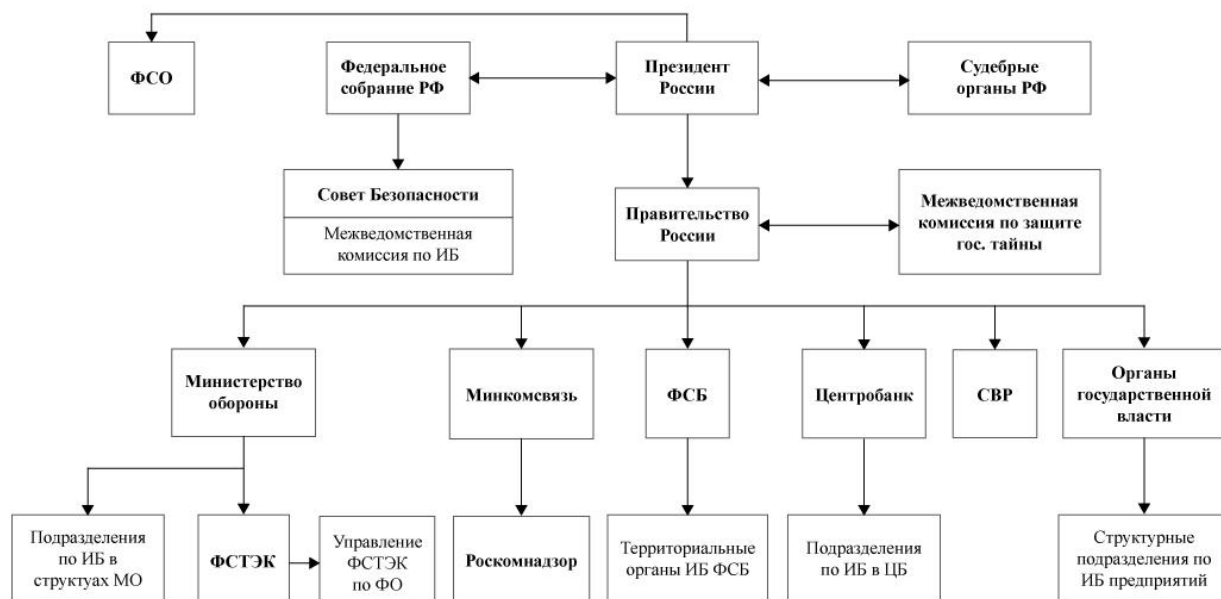 ФСО
Федеральное
собрание РФ
Президент
России
Судебрые
органы РФ
Совет Безопасности
Межведомственная
комиссия по ИБ
Правительство
России
Межведомственная
комиссия по защите
гос. тайны
Министерство
обороны
Минкомсвязь
ФСБ
Центробанк
СВР
Органы
государственной
власти
Подразделения
по ИБ в
структуах МО
ФСТЭК
Управление
ФСТЭК
по ФО
Роскомнадзор
Территориальные
органы ИБ ФСБ
Подразделения
по ИБ в ЦБ
Структурные
подразделения по
ИБ предприятий